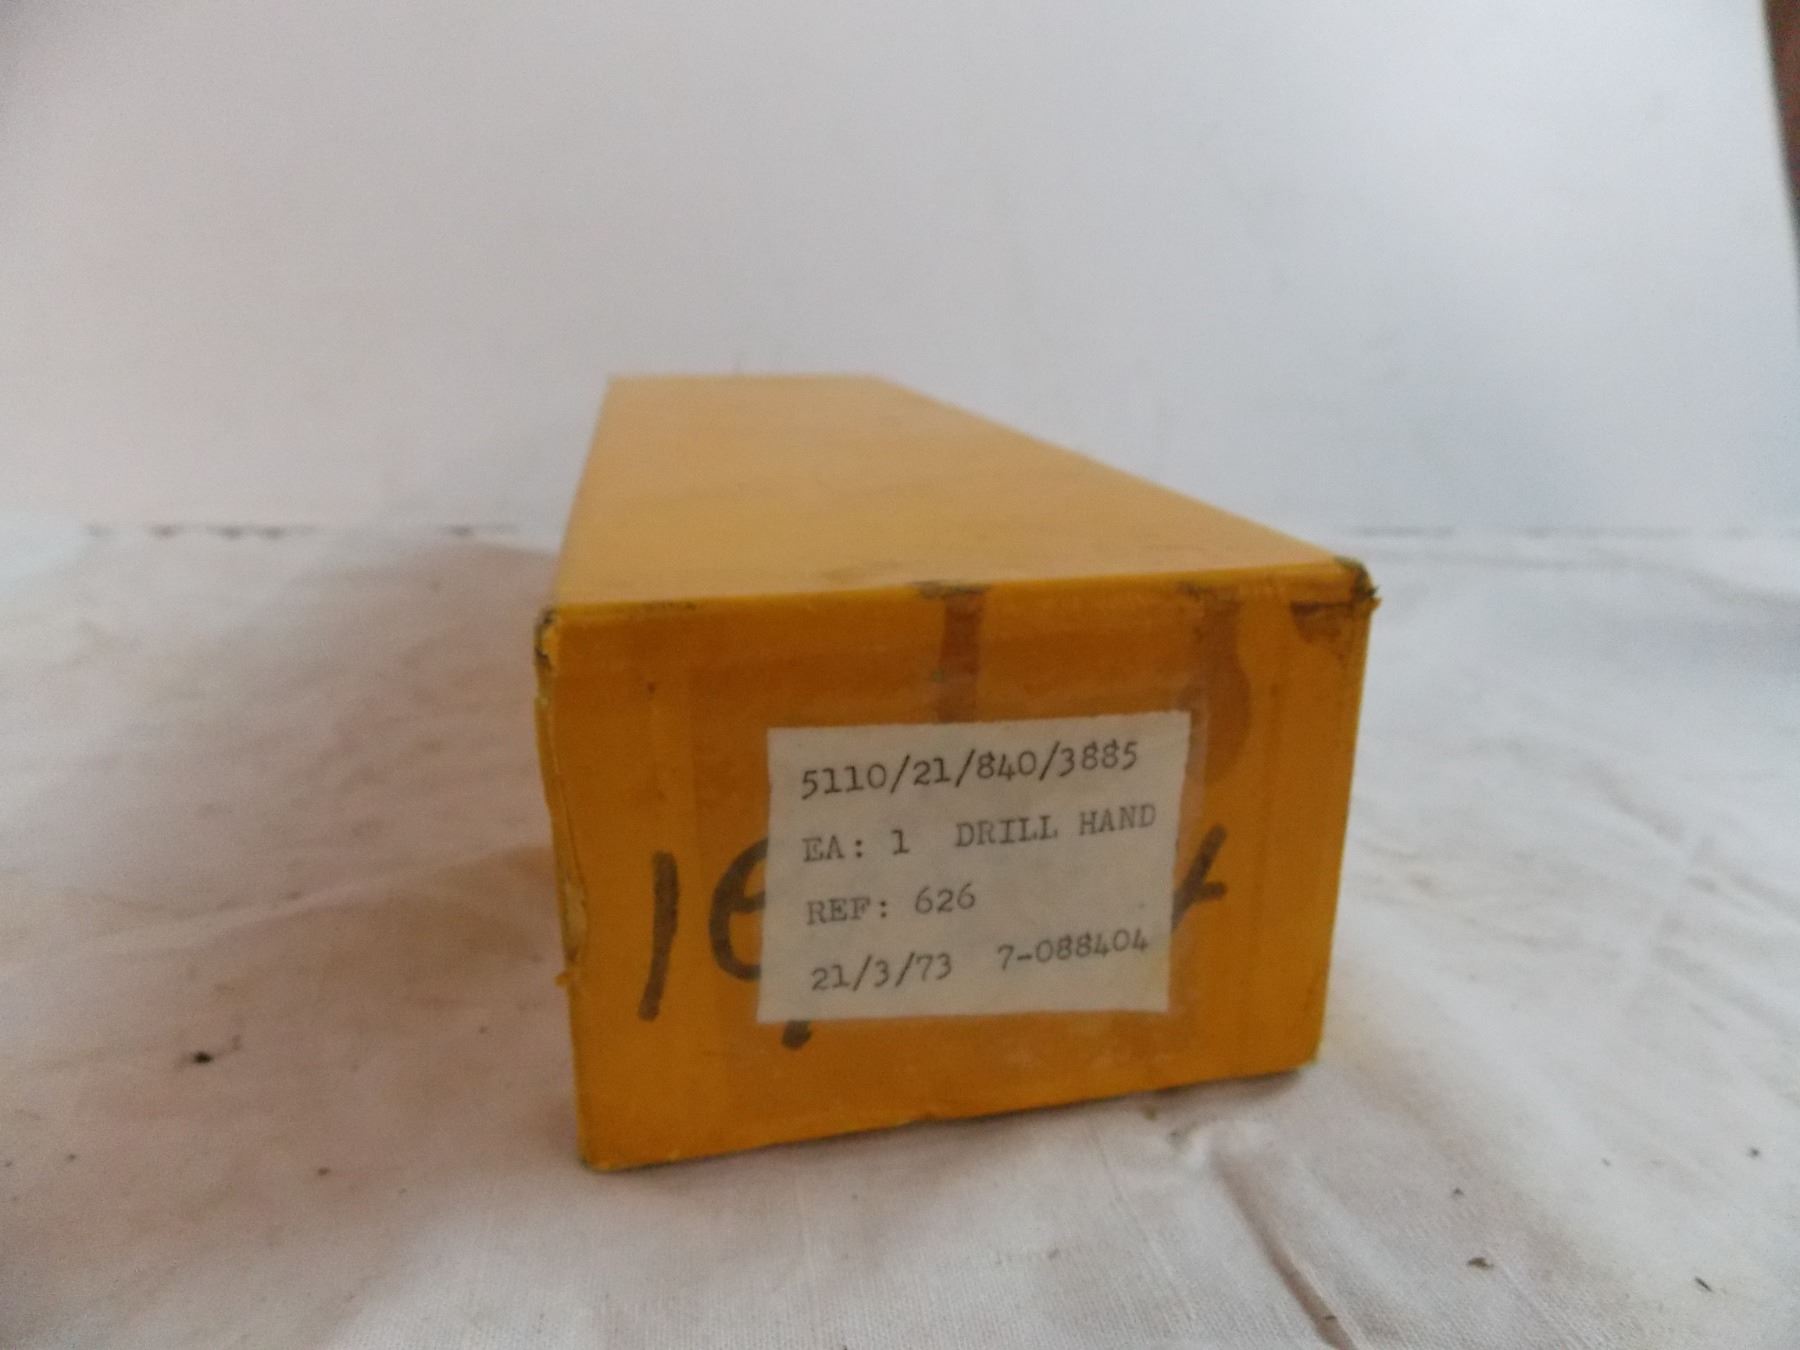 5110/21/840/3885
EA: 1 DRILL HAND
REF: 626
21/3/73 7-088404